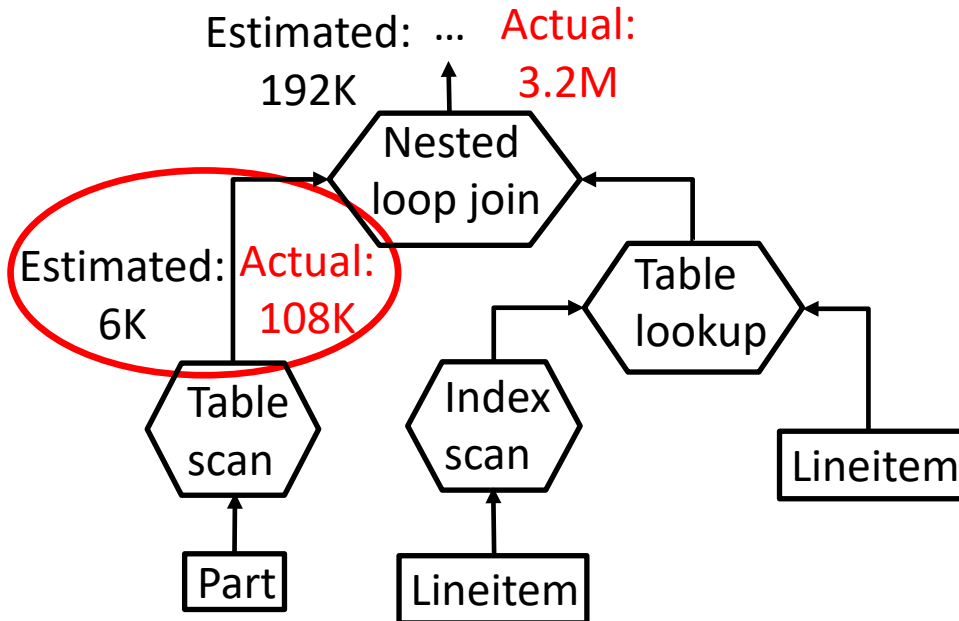 Estimated: ... Actual:
192K 3.2M
Nested
loop join
Estimated: Actual:
6K 108K
Table
lookup
Table
scan
Index
scan
Lineitem
Part
Lineitem